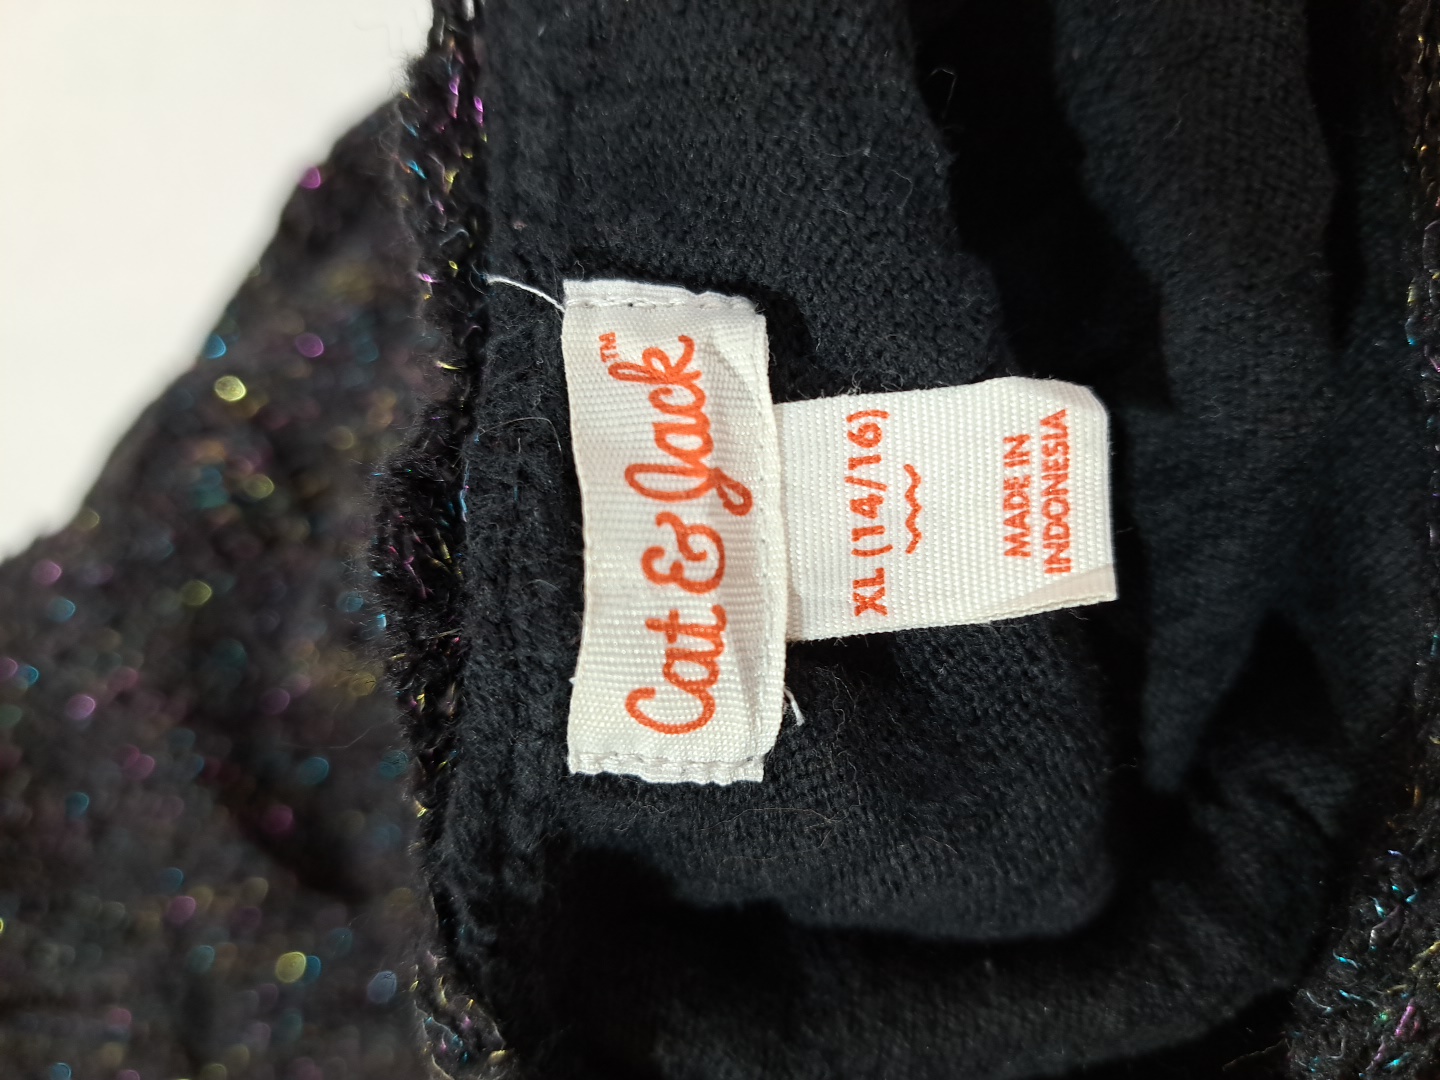 Cat & Jack™
XL (14/16)
MADE IN
INDONESIA